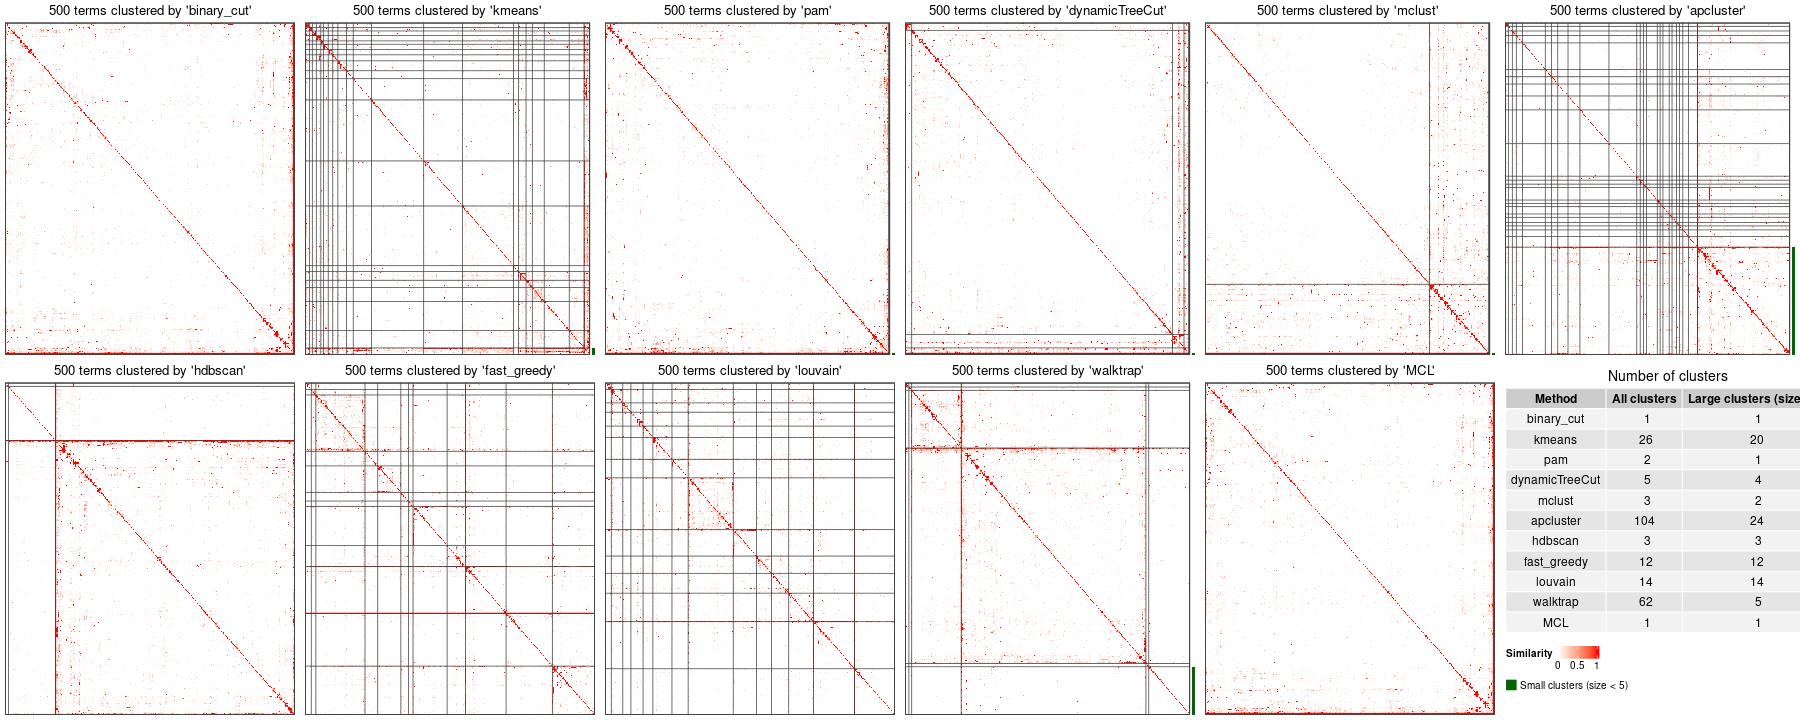 500 terms clustered by 'binary_cut'
500 terms clustered by 'kmeans'
500 terms clustered by 'pam'
500 terms clustered by 'dynamicTreeCut'
500 terms clustered by 'mclust'
500 terms clustered by 'apcluster'
500 terms clustered by 'hdbscan'
500 terms clustered by 'fast_greedy'
500 terms clustered by 'louvain'
500 terms clustered by 'walktrap'
500 terms clustered by 'MCL'
Number of clusters
Method All clusters Large clusters (size
binary_cut 1 1
kmeans 26 20
pam 2 1
dynamicTreeCut 5 4
mclust 3 2
apcluster 104 24
hdbscan 3 3
fast_greedy 12 12
louvain 14 14
walktrap 62 5
MCL 1 1
Similarity
0 0.5 1
Small clusters (size < 5)